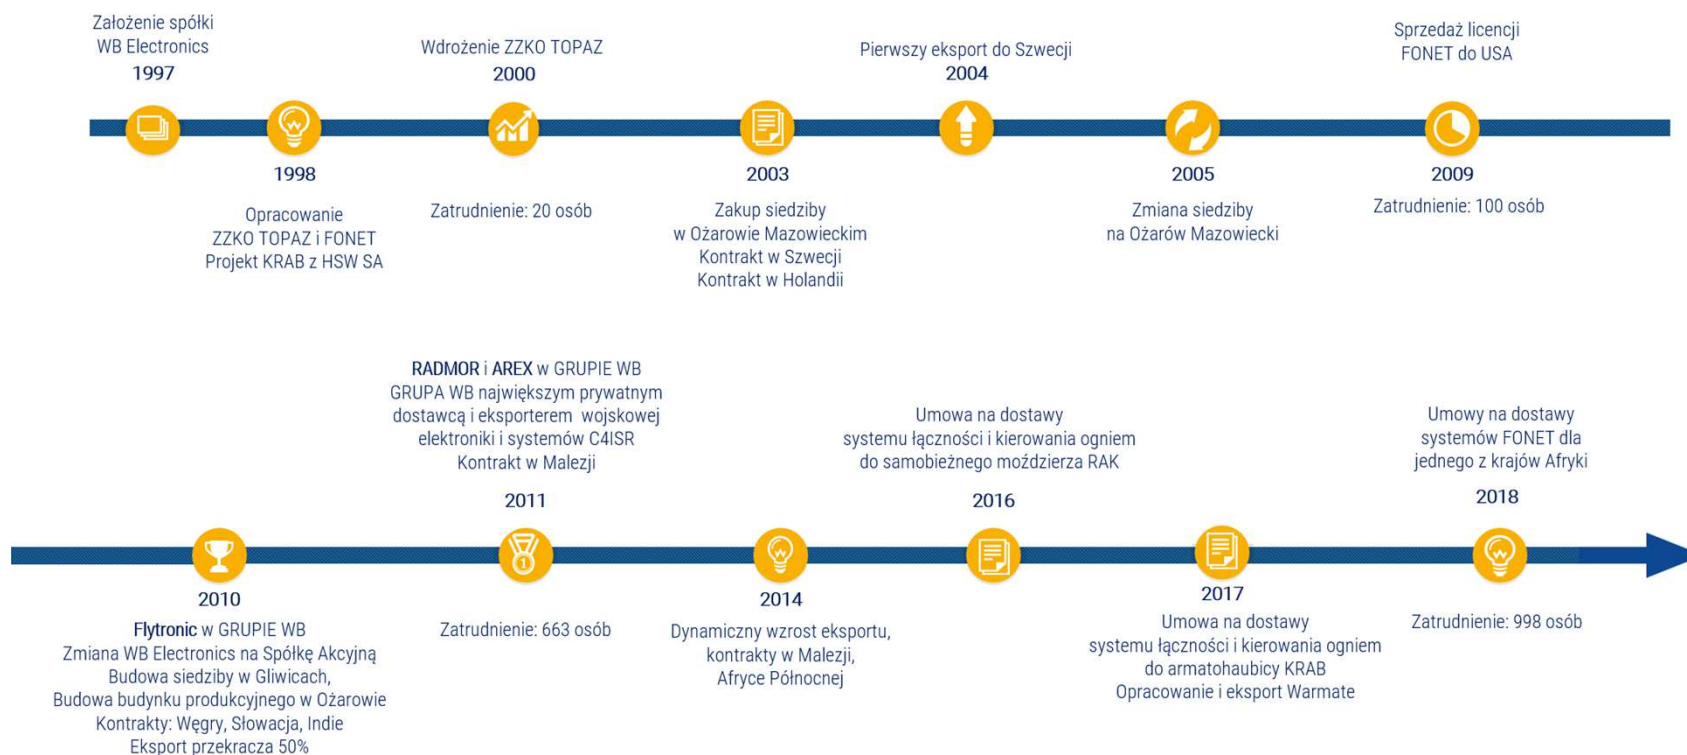 Założenie spółki
WB Electronics
1997
1998
Opracowanie
ZZKO TOPAZ i FONET
Projekt KRAB z HSW SA
Wdrożenie ZZKO TOPAZ
2000
Zatrudnienie: 20 osób
2003
Zakup siedziby
w Ożarowie Mazowieckim
Kontrakt w Szwecji
Kontrakt w Holandii
Pierwszy eksport do Szwecji
2004
2005
Zmiana siedziby
na Ożarów Mazowiecki
Sprzedaż licencji
FONET do USA
2009
Zatrudnienie: 100 osób
2010
Flytronic w GRUPIE WB
Zmiana WB Electronics na Spółkę Akcyjną
Budowa siedziby w Gliwicach,
Budowa budynku produkcyjnego w Ożarowie
Kontrakty: Węgry, Słowacja, Indie
Eksport przekracza 50%
RADMOR i AREX w GRUPIE WB
GRUPA WB największym prywatnym
dostawcą i eksporterem wojskowej
elektroniki i systemów C4ISR
Kontrakt w Malezji
2011
1
Zatrudnienie: 663 osób
2014
Dynamiczny wzrost eksportu,
kontrakty w Malezji,
Afryce Północnej
Umowa na dostawy
systemu łączności i kierowania ogniem
do samobieżnego moździerza RAK
2016
2017
Umowa na dostawy
systemu łączności i kierowania ogniem
do armatohaubicy KRAB
Opracowanie i eksport Warmate
Umowy na dostawy
systemów FONET dla
jednego z krajów Afryki
2018
Zatrudnienie: 998 osób